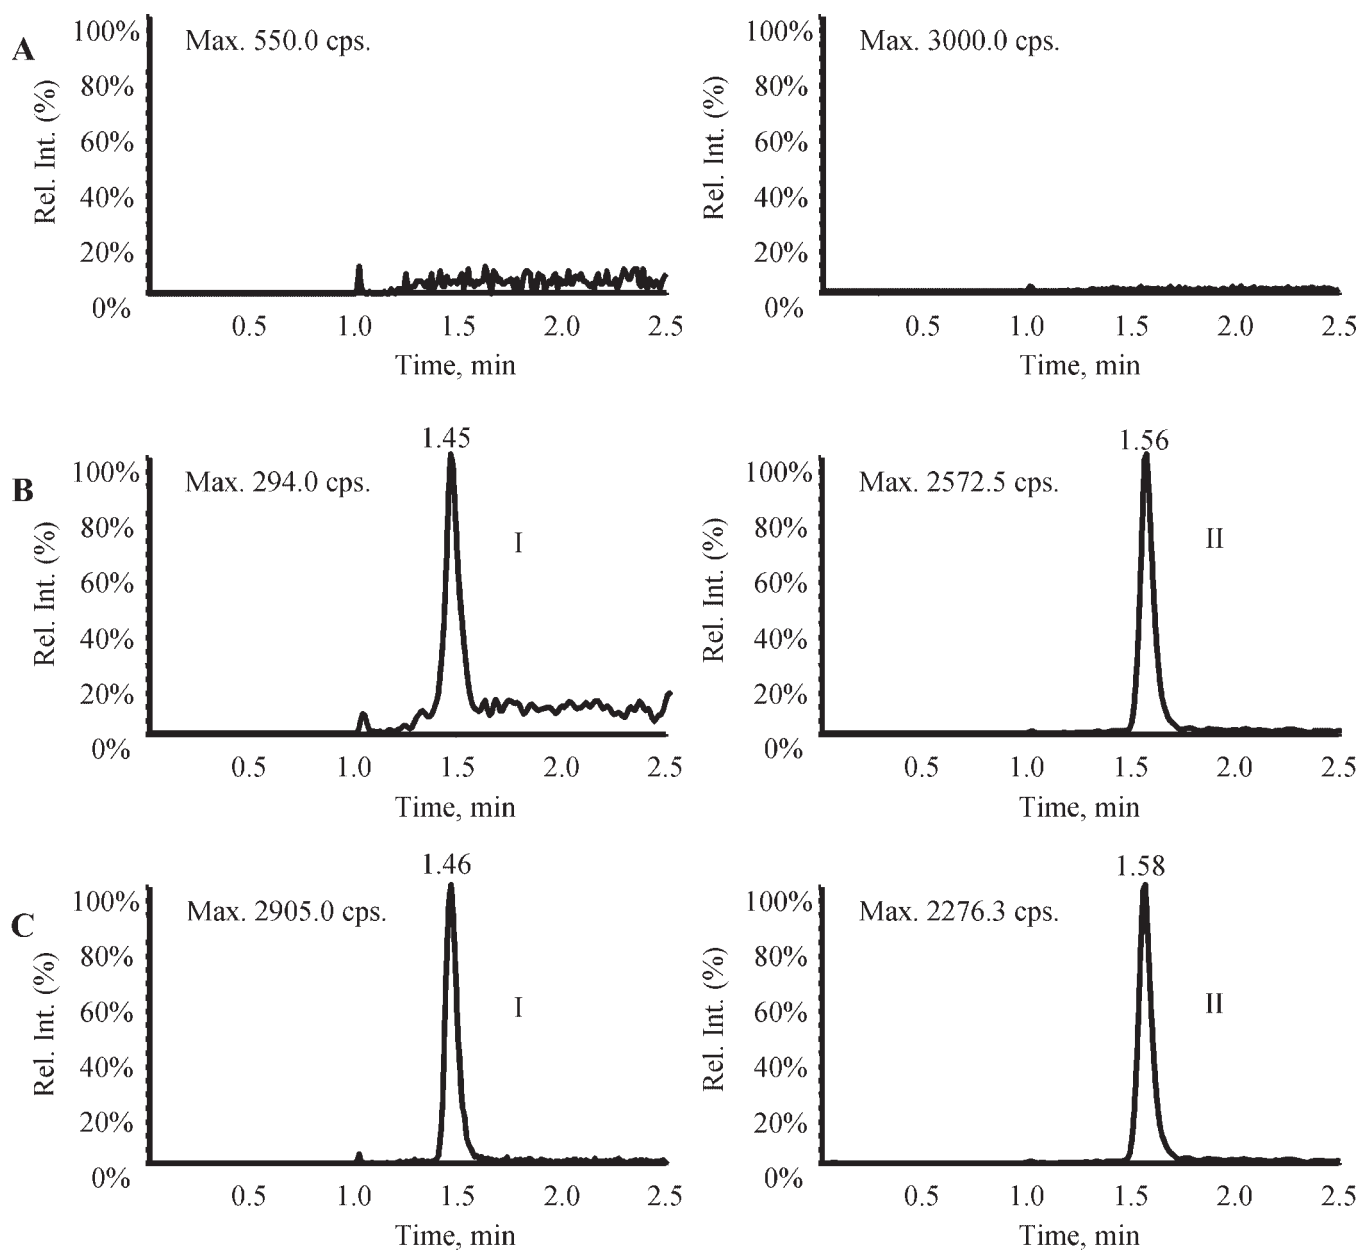 A
Max. 550.0 cps.
Rel. Int. (%)
100%
80%
60%
40%
20%
0%
0.5 1.0 1.5 2.0 2.5
Time, min
Max. 3000.0 cps.
Rel. Int. (%)
100%
80%
60%
40%
20%
0%
0.5 1.0 1.5 2.0 2.5
Time, min
B
1.45
Max. 294.0 cps.
I
Rel. Int. (%)
100%
80%
60%
40%
20%
0%
0.5 1.0 1.5 2.0 2.5
Time, min
1.56
Max. 2572.5 cps.
II
Rel. Int. (%)
100%
80%
60%
40%
20%
0%
0.5 1.0 1.5 2.0 2.5
Time, min
C
1.46
Max. 2905.0 cps.
I
Rel. Int. (%)
100%
80%
60%
40%
20%
0%
0.5 1.0 1.5 2.0 2.5
Time, min
1.58
Max. 2276.3 cps.
II
Rel. Int. (%)
100%
80%
60%
40%
20%
0%
0.5 1.0 1.5 2.0 2.5
Time, min